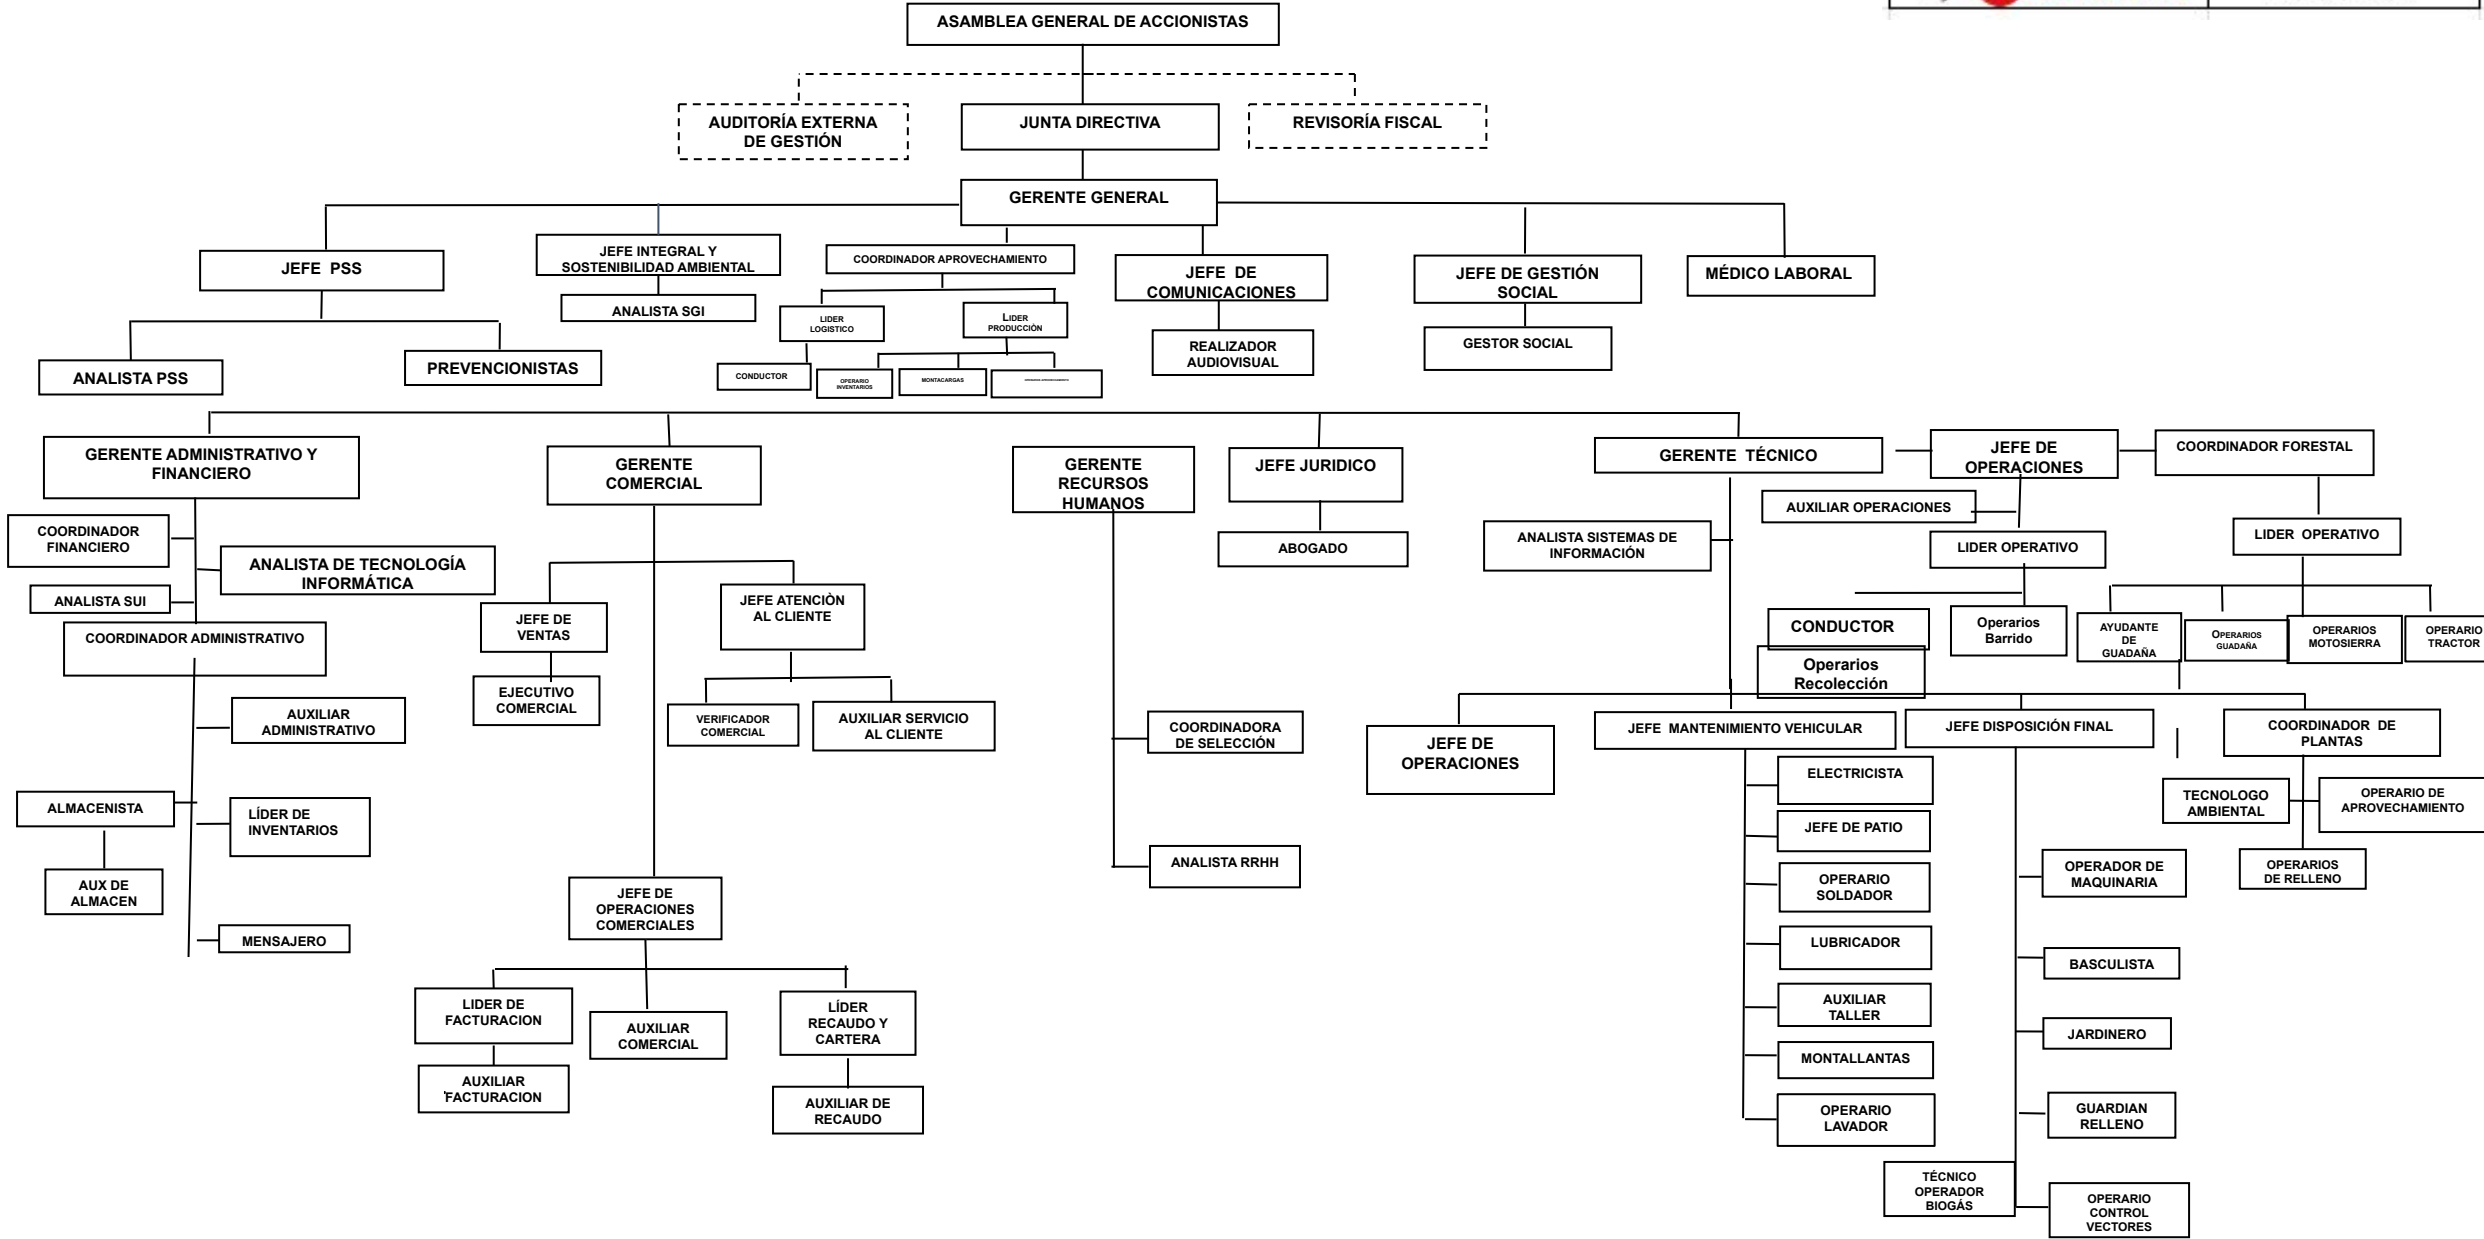 ASAMBLEA GENERAL DE ACCIONISTAS
AUDITORÍA EXTERNA
DE GESTIÓN
JUNTA DIRECTIVA
REVISORÍA FISCAL
GERENTE GENERAL
JEFE PSS
JEFE INTEGRAL Y
SOSTENIBILIDAD AMBIENTAL
COORDINADOR APROVECHAMIENTO
JEFE DE
COMUNICACIONES
JEFE DE GESTIÓN
SOCIAL
MÉDICO LABORAL
ANALISTA SGI
LIDER
LOGISTICO
LIDER
PRODUCCIÓN
REALIZADOR
AUDIOVISUAL
GESTOR SOCIAL
ANALISTA PSS
PREVENCIONISTAS
CONDUCTOR
OPERARIO
INVENTARIOS
MONTACARGAS
GERENTE ADMINISTRATIVO Y
FINANCIERO
GERENTE
COMERCIAL
GERENTE
RECURSOS
HUMANOS
JEFE JURIDICO
GERENTE TÉCNICO
JEFE DE
OPERACIONES
COORDINADOR FORESTAL
COORDINADOR
FINANCIERO
ANALISTA DE TECNOLOGÍA
INFORMÁTICA
ANALISTA SUI
COORDINADOR ADMINISTRATIVO
ABOGADO
ANALISTA SISTEMAS DE
INFORMACIÓN
AUXILIAR OPERACIONES
LIDER OPERATIVO
LIDER OPERATIVO
JEFE DE
VENTAS
JEFE ATENCIÒN
AL CLIENTE
CONDUCTOR
Operarios
Barrido
AYUDANTE
DE
GUADAÑA
OPERARIOS
GUADAÑA
OPERARIOS
MOTOSIERRA
OPERARIO
TRACTOR
Operarios
Recolección
EJECUTIVO
COMERCIAL
VERIFICADOR
COMERCIAL
AUXILIAR SERVICIO
AL CLIENTE
AUXILIAR
ADMINISTRATIVO
COORDINADORA
DE SELECCIÓN
JEFE DE
OPERACIONES
JEFE MANTENIMIENTO VEHICULAR
JEFE DISPOSICIÓN FINAL
COORDINADOR DE
PLANTAS
ALMACENISTA
LÍDER DE
INVENTARIOS
ELECTRICISTA
TECNOLOGO
AMBIENTAL
OPERARIO DE
APROVECHAMIENTO
JEFE DE PATIO
ANALISTA RRHH
AUX DE
ALMACEN
JEFE DE
OPERACIONES
COMERCIALES
OPERARIO
SOLDADOR
OPERADOR DE
MAQUINARIA
OPERARIOS
DE RELLENO
MENSAJERO
LUBRICADOR
BASCULISTA
LIDER DE
FACTURACION
AUXILIAR
COMERCIAL
LÍDER
RECAUDO Y
CARTERA
AUXILIAR
TALLER
JARDINERO
MONTALLANTAS
AUXILIAR
FACTURACION
AUXILIAR DE
RECAUDO
OPERARIO
LAVADOR
GUARDIAN
RELLENO
TÉCNICO
OPERADOR
BIOGÁS
OPERARIO
CONTROL
VECTORES